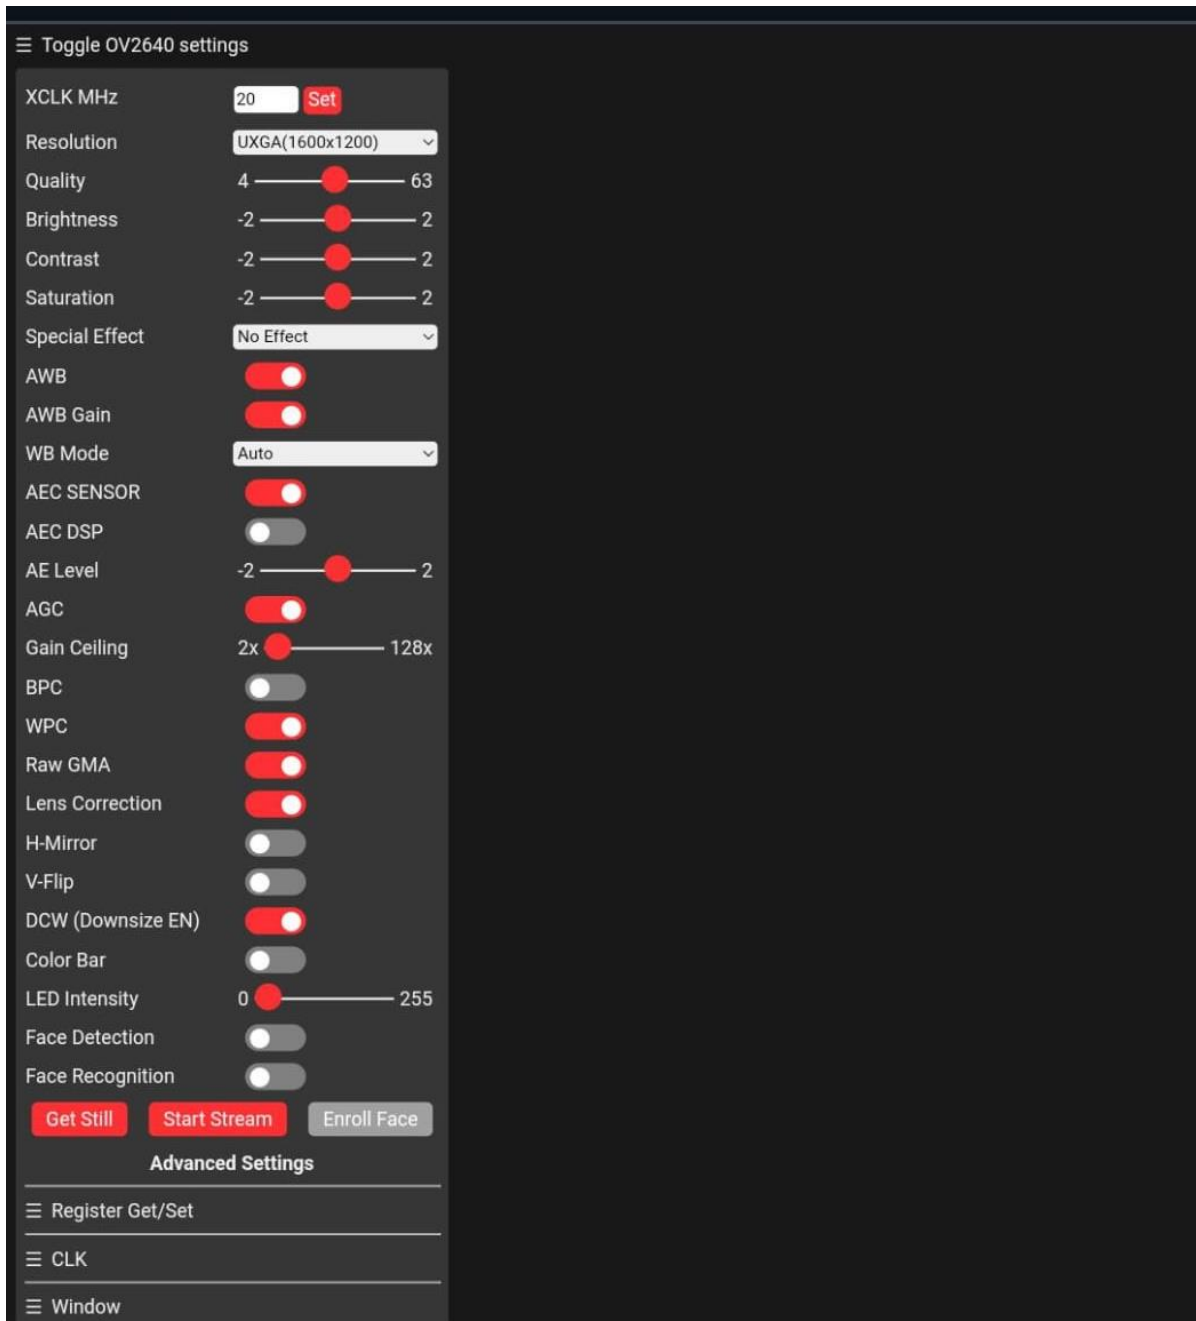 ☰ Toggle OV2640 settings
XCLK MHz 20 Set
Resolution UXGA(1600x1200)
Quality 4 63
Brightness -2 2
Contrast -2 2
Saturation -2 2
Special Effect No Effect
AWB
AWB Gain
WB Mode Auto
AEC SENSOR
AEC DSP
AE Level -2 2
AGC
Gain Ceiling 2x 128x
BPC
WPC
Raw GMA
Lens Correction
H-Mirror
V-Flip
DCW (Downsize EN)
Color Bar
LED Intensity 0 255
Face Detection
Face Recognition
Get Still Start Stream Enroll Face
Advanced Settings
☰ Register Get/Set
☰ CLK
☰ Window